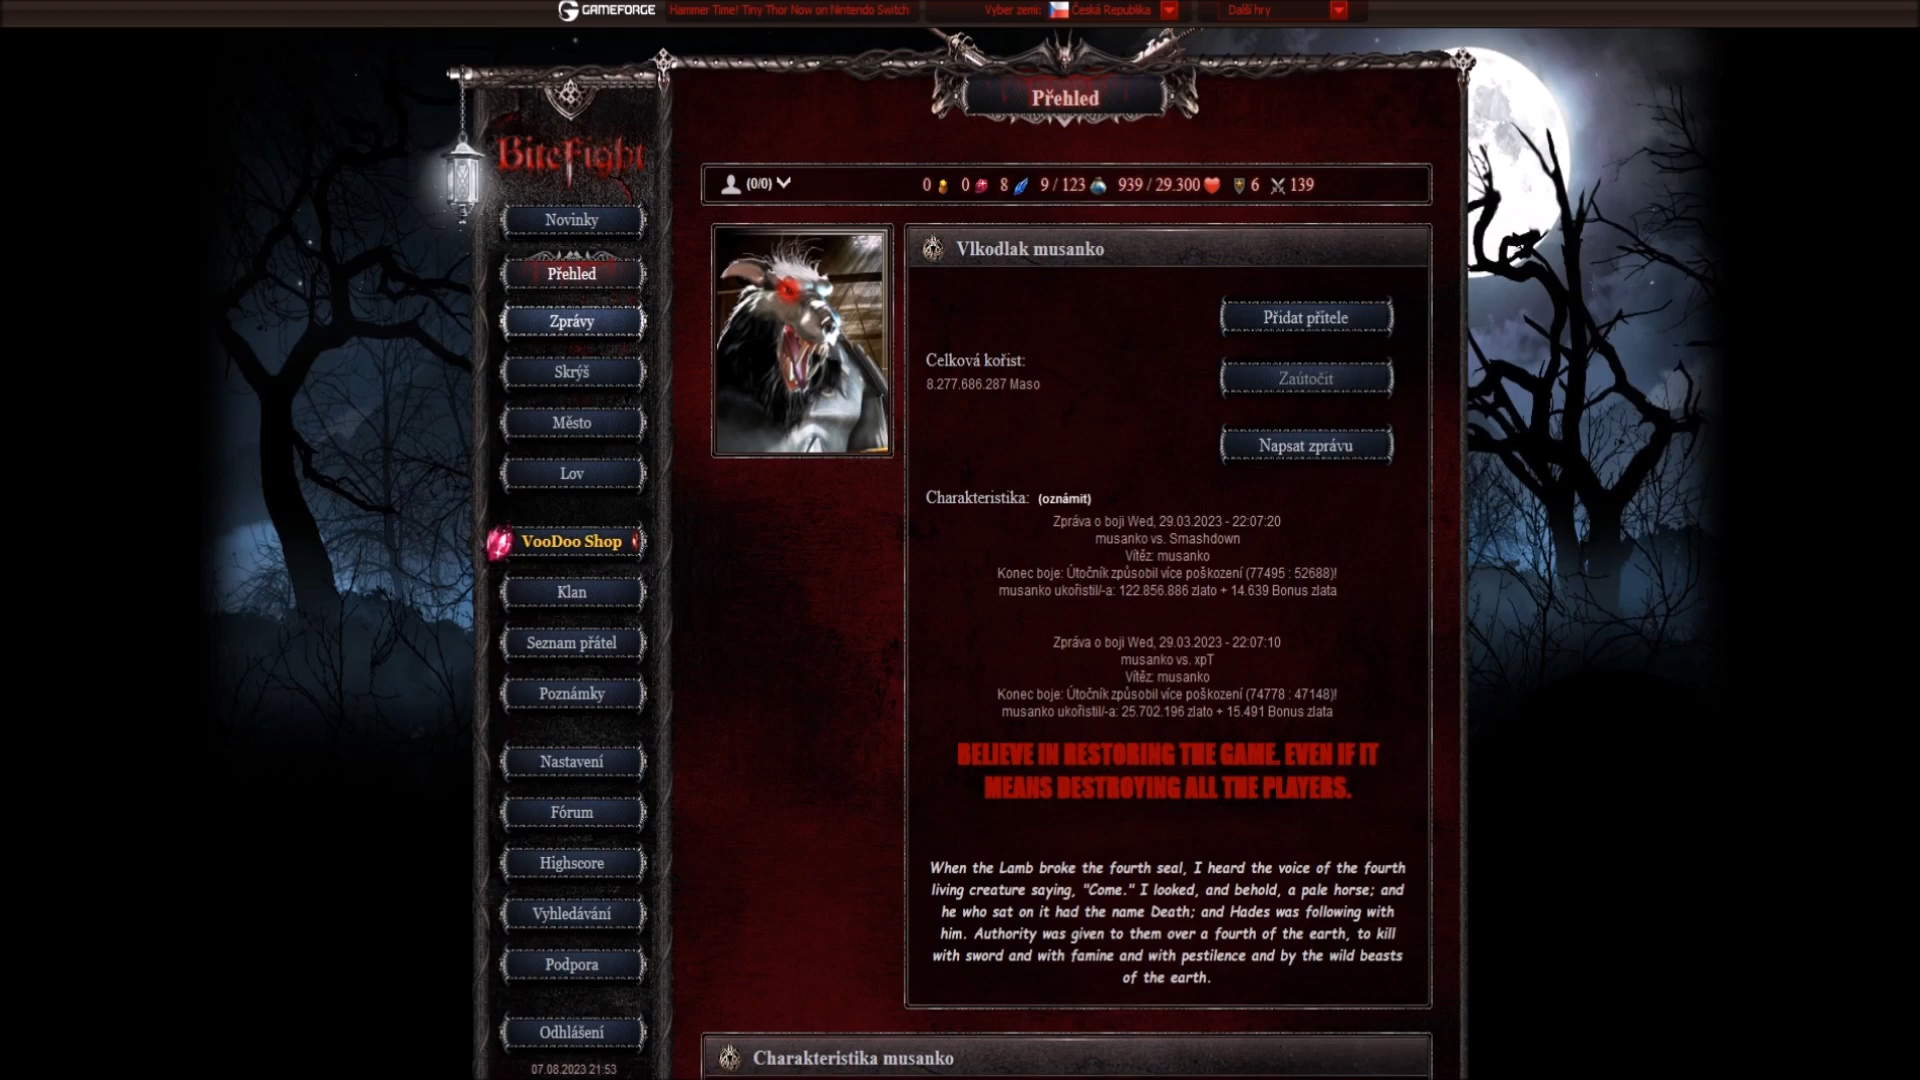 GAMEFORGE
Hammer Time! Tiny Thor Now on Nintendo Switch
Vyber zemi: Česká Republika
Další hry
Přehled
BiteFight
(0/0)
0 0 8 9 / 123 939 / 29.300 6 139
Novinky
Přehled
Zprávy
Skrýš
Město
Lov
VooDoo Shop
Klan
Seznam přátel
Poznámky
Nastavení
Fórum
Highscore
Vyhledávání
Podpora
Odhlášení
07.08.2023 21:53
Vlkodlak musanko
Přidat přítele
Celková kořist:
8.277.686.287 Maso
Zaútočit
Napsat zprávu
Charakteristika: (oznámit)
Zpráva o boji Wed, 29.03.2023 - 22:07:20
musanko vs. Smashdown
Vítěz: musanko
Konec boje: Útočník způsobil více poškození (77495 : 52688)!
musanko ukořistil/-a: 122.856.886 zlato + 14.639 Bonus zlata
Zpráva o boji Wed, 29.03.2023 - 22:07:10
musanko vs. xpT
Vítěz: musanko
Konec boje: Útočník způsobil více poškození (74778 : 47148)!
musanko ukořistil/-a: 25.702.196 zlato + 15.491 Bonus zlata
BELIEVE IN RESTORING THE GAME. EVEN IF IT
MEANS DESTROYING ALL THE PLAYERS.
When the Lamb broke the fourth seal, I heard the voice of the fourth
living creature saying, "Come." I looked, and behold, a pale horse; and
he who sat on it had the name Death; and Hades was following with
him. Authority was given to them over a fourth of the earth, to kill
with sword and with famine and with pestilence and by the wild beasts
of the earth.
Charakteristika musanko